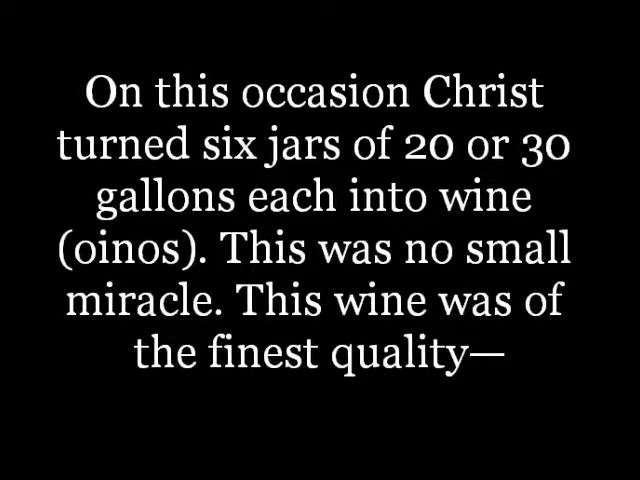 On this occasion Christ
turned six jars of 20 or 30
gallons each into wine
(oinos). This was no small
miracle. This wine was of
the finest quality—